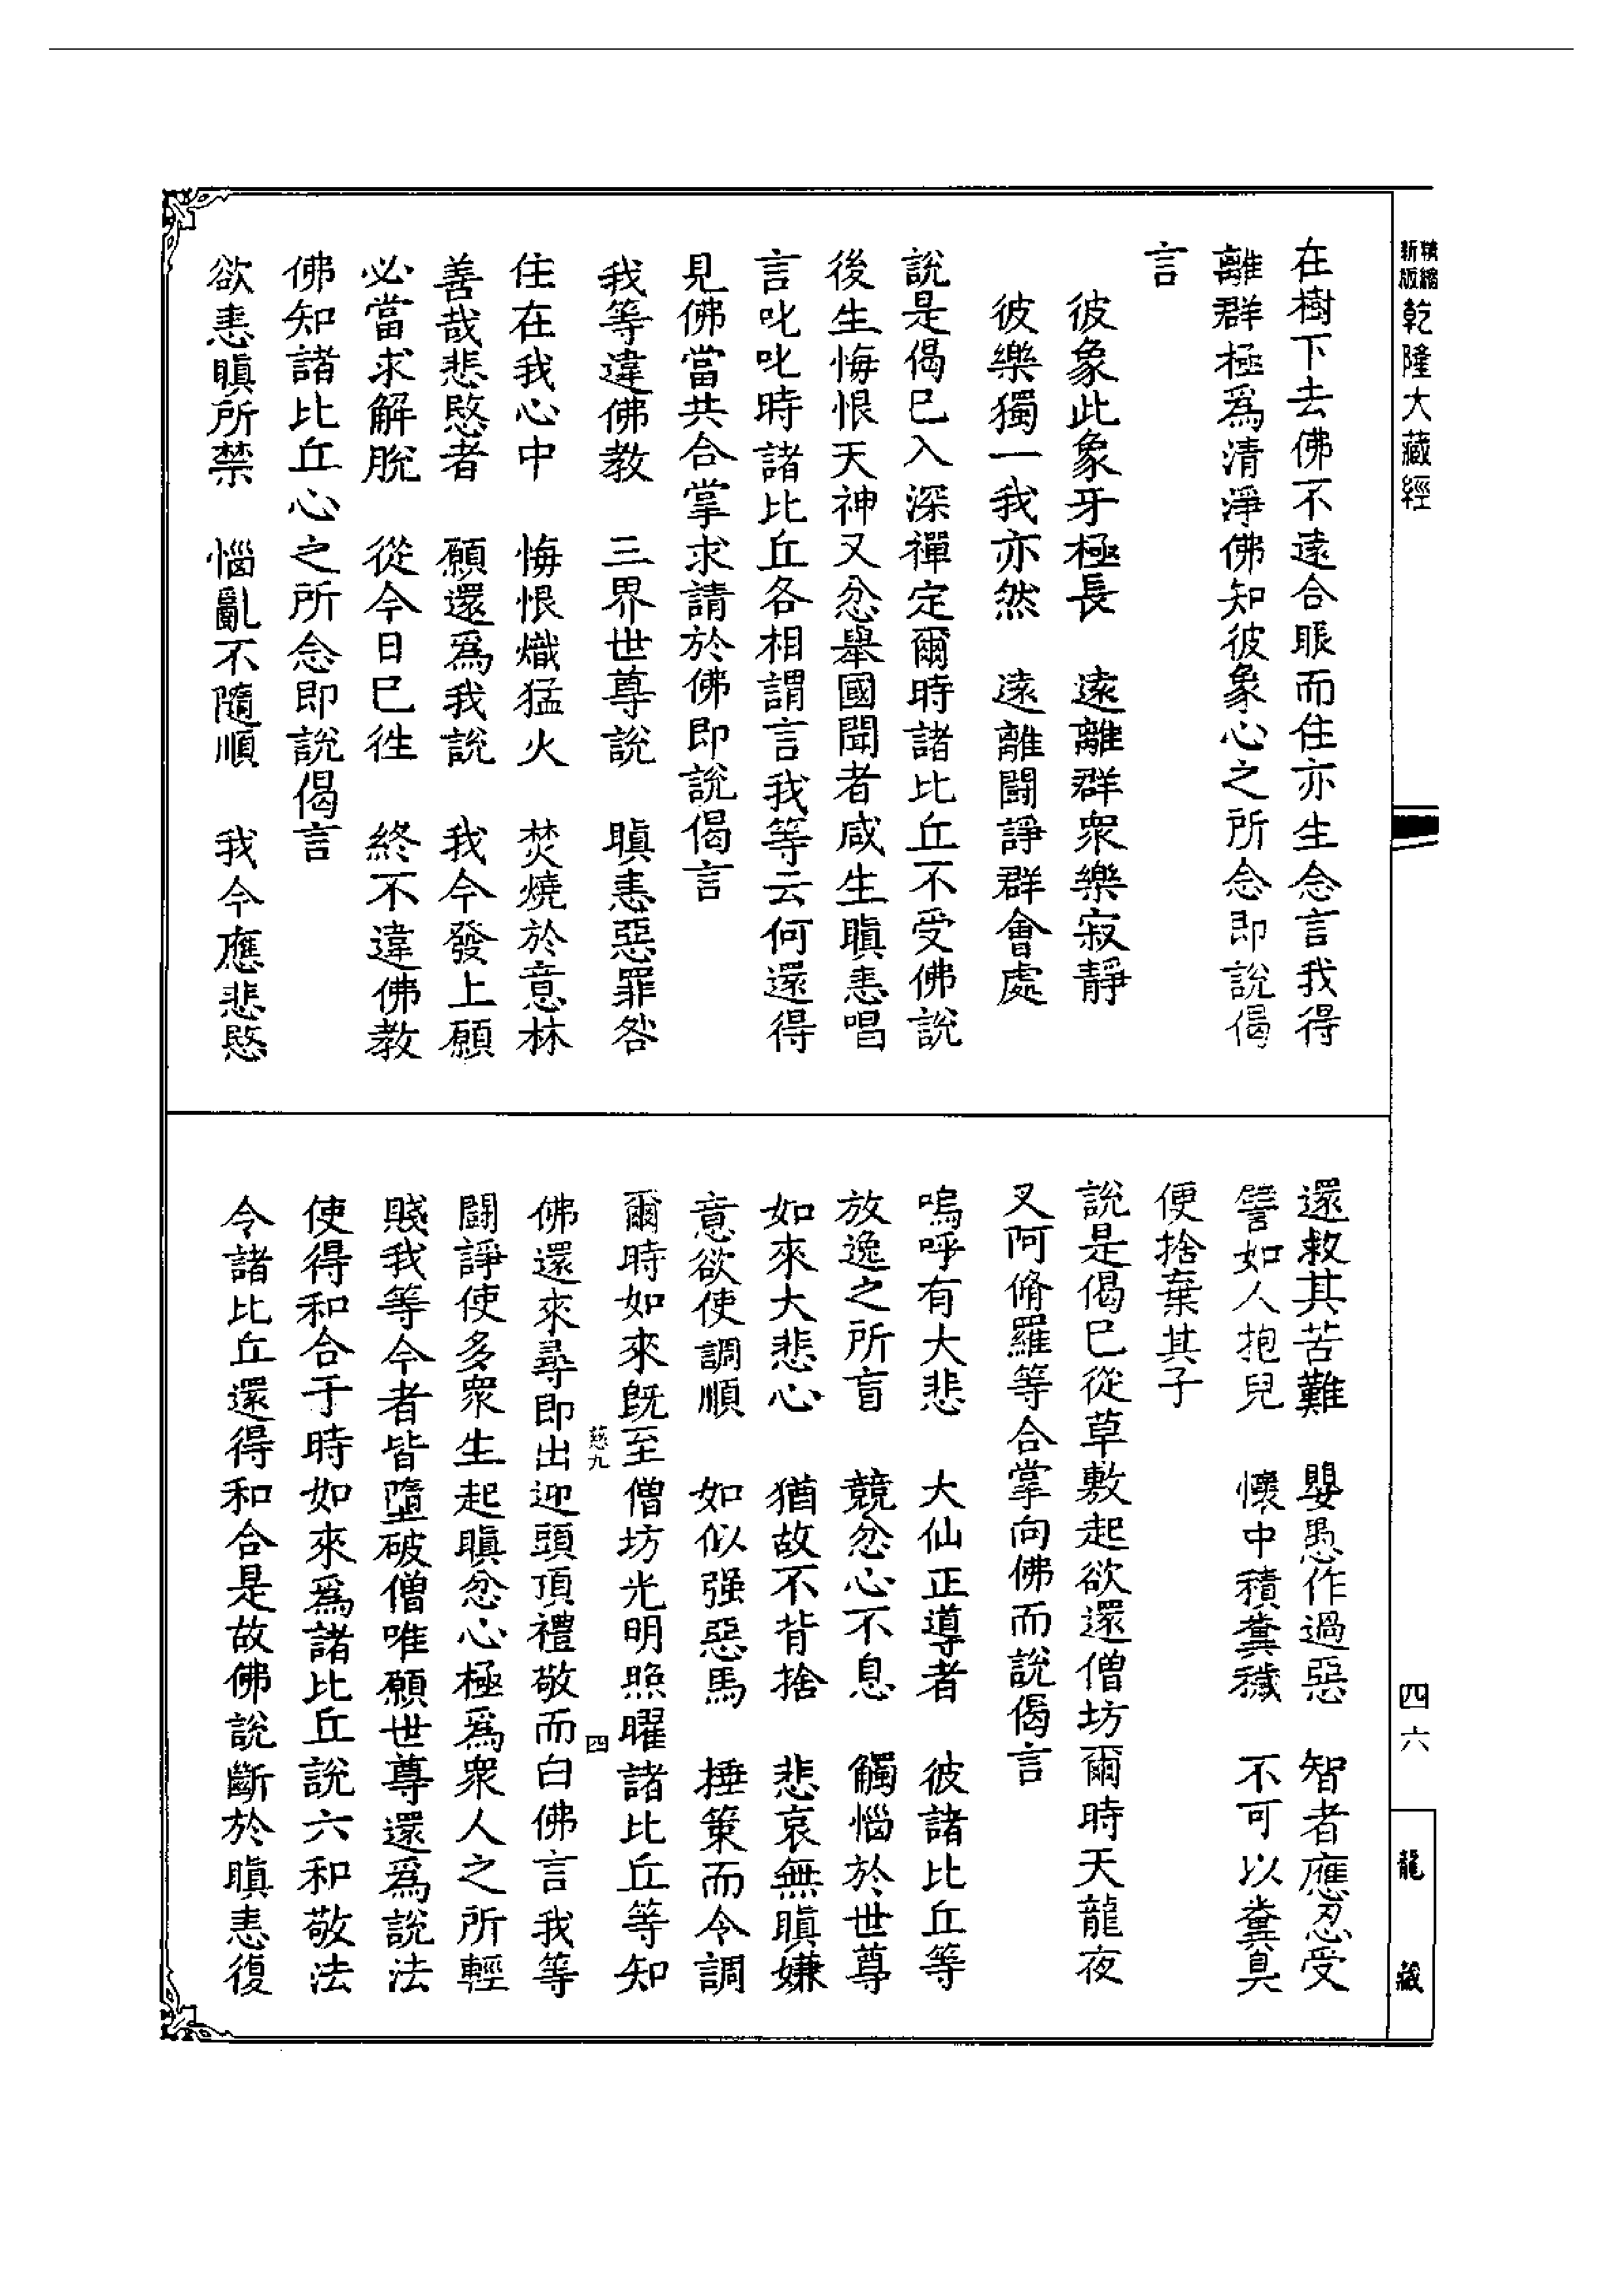 精縮
新版
乾隆大藏經
在樹下去佛不遠合眼而住亦生念言我得
離群極為清淨佛知彼象心之所念即說偈
言
彼象此象牙極長　遠離群衆樂寂靜
彼樂獨一我亦然　遠離鬪諍群會處
說是偈已入深禪定爾時諸比丘不受佛說
後生悔恨天神又忿舉國聞者咸生瞋恚唱
言叱叱時諸比丘各相謂言我等云何還得
見佛當共合掌求請於佛即說偈言
我等違佛教　三界世尊說　瞋恚惡罪咎
住在我心中　悔恨熾猛火　焚燒於意林
善哉悲愍者　願還為我說　我今發上願
必當求解脫　從今日已徃　終不違佛教
佛知諸比丘心之所念即說偈言
欲恚瞋所禁　惱亂不隨順　我今應悲愍
還救其苦難　嬰愚作過惡　智者應忍受
譬如人抱兒　懷中積糞穢　不可以糞臭
便捨棄其子
說是偈已從草敷起欲還僧坊爾時天龍夜
叉阿脩羅等合掌向佛而說偈言
嗚呼有大悲　大仙正導者　彼諸比丘等
放逸之所盲　競忿心不息　觸惱於世尊
如來大悲心　猶故不背捨　悲哀無瞋嫌
意欲使調順　如似强惡馬　捶策而令調
爾時如來既至僧坊光明照曜諸比丘等知
慈九
四
佛還來尋即出迎頭頂禮敬而白佛言我等
鬪諍使多衆生起瞋忿心極為衆人之所輕
賤我等今者皆墮破僧唯願世尊還為說法
使得和合于時如來為諸比丘說六和敬法
令諸比丘還得和合是故佛說斷於瞋恚復
四六
龍藏